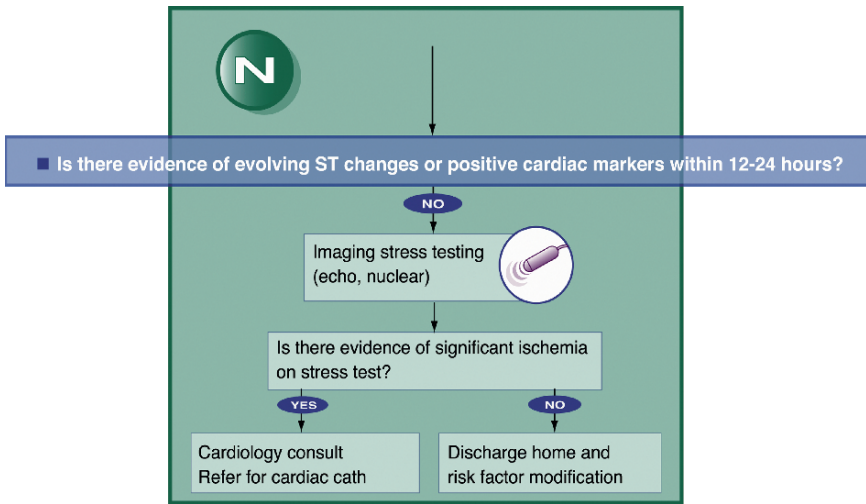 N
Is there evidence of evolving ST changes or positive cardiac markers within 12-24 hours?
NO
Imaging stress testing
(echo, nuclear)
Is there evidence of significant ischemia
on stress test?
YES
NO
Cardiology consult
Refer for cardiac cath
Discharge home and
risk factor modification